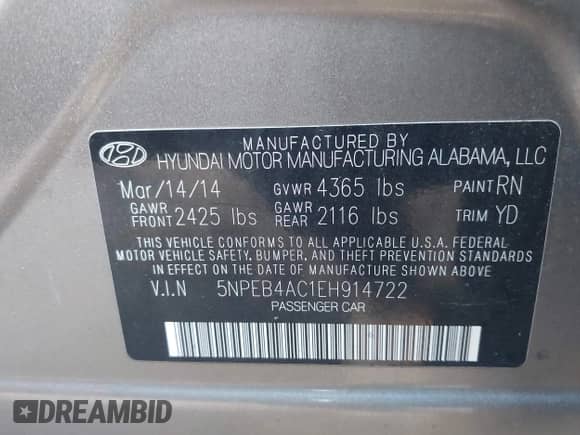 MANUFACTURED BY
HYUNDAI MOTOR MANUFACTURING ALABAMA, LLC
Mar/14/14 GVWR 4365 lbs PAINT RN
GAWR FRONT 2425 lbs GAWR REAR 2116 lbs TRIM YD
THIS VEHICLE CONFORMS TO ALL APPLICABLE U.S.A. FEDERAL
MOTOR VEHICLE SAFETY, BUMPER, AND THEFT PREVENTION STANDARDS
IN EFFECT ON THE DATE OF MANUFACTURE SHOWN ABOVE
V.I.N 5NPEB4AC1EH914722
PASSENGER CAR
DREAMBID